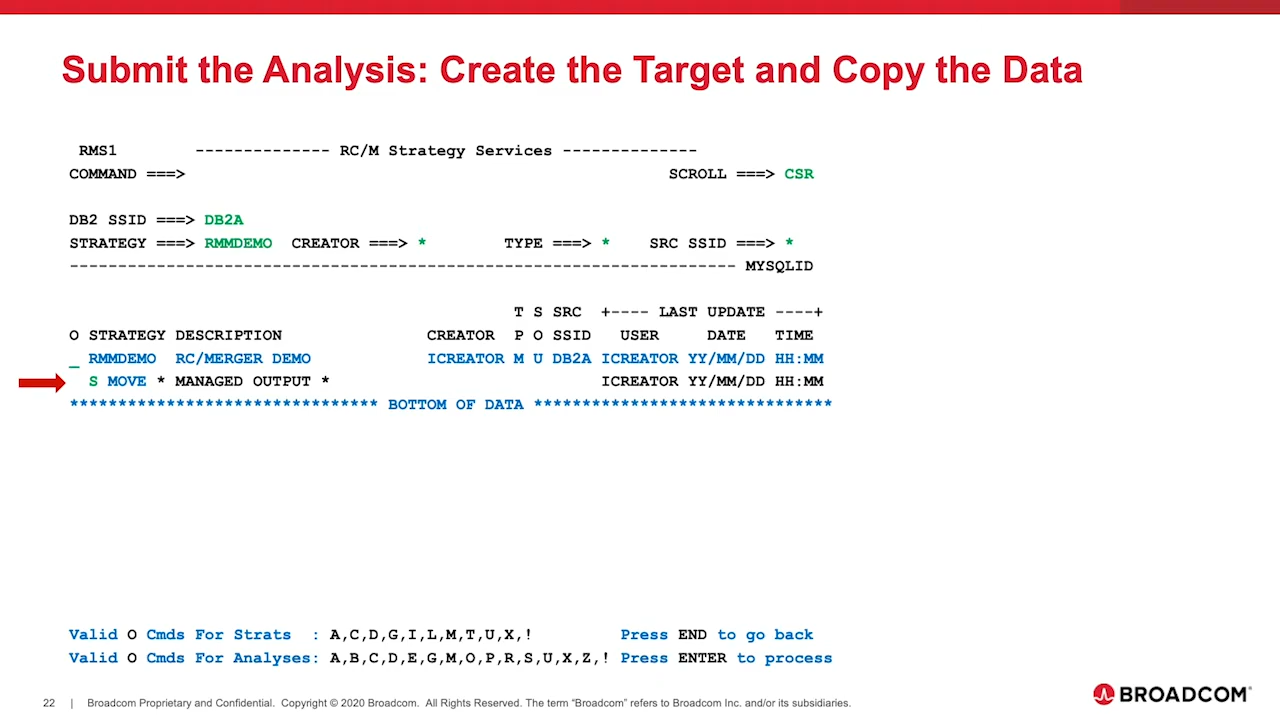 Submit the Analysis: Create the Target and Copy the Data
RMS1 -------------- RC/M Strategy Services --------------
COMMAND ===> SCROLL ===> CSR
DB2 SSID ===> DB2A
STRATEGY ===> RMMDEMO CREATOR ===> * TYPE ===> * SRC SSID ===> *
--------------------------------------------------------------------- MYSQLID
T S SRC +---- LAST UPDATE ----+
O STRATEGY DESCRIPTION CREATOR P O SSID USER DATE TIME
_ RMMDEMO RC/MERGER DEMO ICREATOR M U DB2A ICREATOR YY/MM/DD HH:MM
S MOVE * MANAGED OUTPUT * ICREATOR YY/MM/DD HH:MM
******************************** BOTTOM OF DATA *******************************
Valid O Cmds For Strats : A,C,D,G,I,L,M,T,U,X,! Press END to go back
Valid O Cmds For Analyses: A,B,C,D,E,G,M,O,P,R,S,U,X,Z,! Press ENTER to process
22 | Broadcom Proprietary and Confidential. Copyright © 2020 Broadcom. All Rights Reserved. The term “Broadcom” refers to Broadcom Inc. and/or its subsidiaries.
BROADCOM®